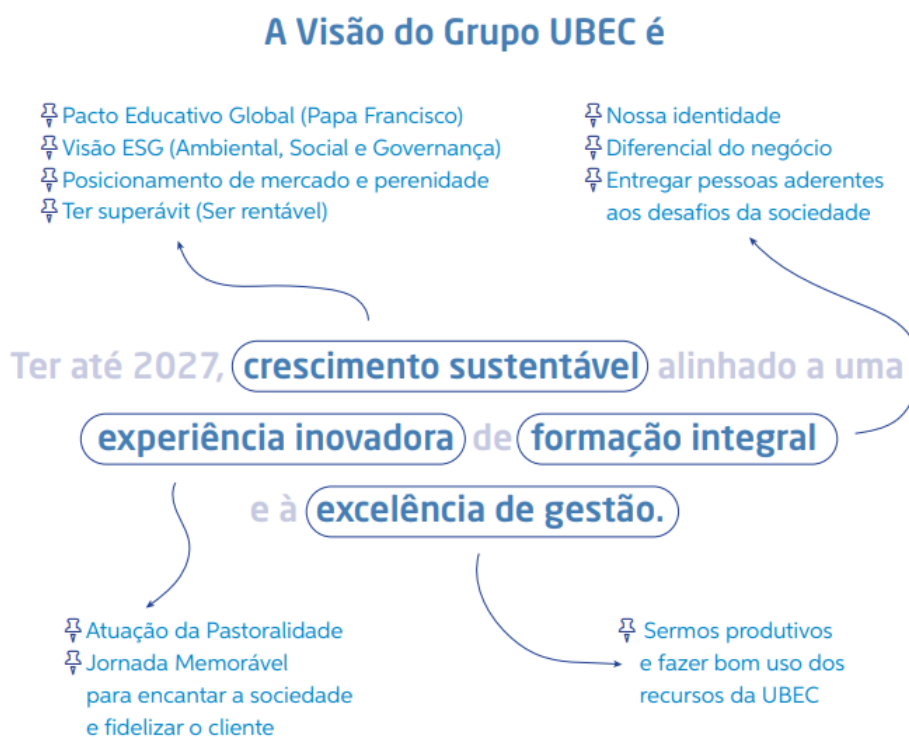 A Visão do Grupo UBEC é
Pacto Educativo Global (Papa Francisco)
Visão ESG (Ambiental, Social e Governança)
Posicionamento de mercado e perenidade
Ter superávit (Ser rentável)
Nossa identidade
Diferencial do negócio
Entregar pessoas aderentes
aos desafios da sociedade
Ter até 2027, crescimento sustentável alinhado a uma
experiência inovadora de formação integral
e à excelência de gestão.
Atuação da Pastoralidade
Jornada Memorável
para encantar a sociedade
e fidelizar o cliente
Sermos produtivos
e fazer bom uso dos
recursos da UBEC